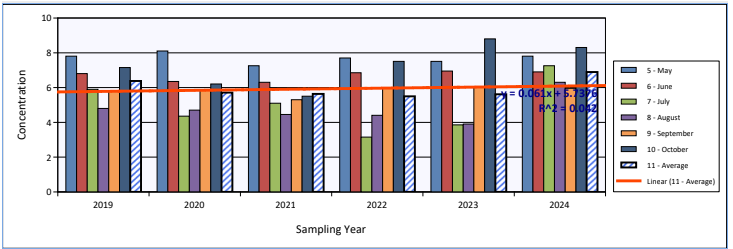 10
8
6
4
2
0
Concentration
2019 2020 2021 2022 2023 2024
Sampling Year
y = 0.061x + 5.7376
R^2 = 0.042
5 - May
6 - June
7 - July
8 - August
9 - September
10 - October
11 - Average
Linear (11 - Average)